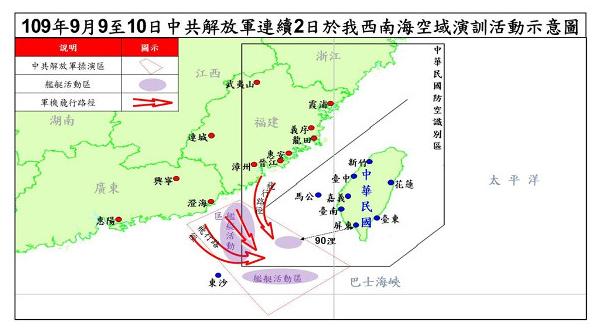 109年9月9至10日中共解放軍連續2日於我西南海空域演訓活動示意圖
說明
圖示
中共解放軍操演區
艦艇活動區
軍機飛行路徑
浙江
江西
武夷山
霞浦
湖南
福建
義序
龍田
連城
惠安
晉江
漳州
興寧
廣東
澄海
惠陽
中華民國防空識別區
新竹
臺中
花蓮
中華民國
馬公
嘉義
臺南
臺東
屏東
太平洋
飛行路徑
艦艇活動區
飛行路
90浬
艦艇活動區
東沙
巴士海峽